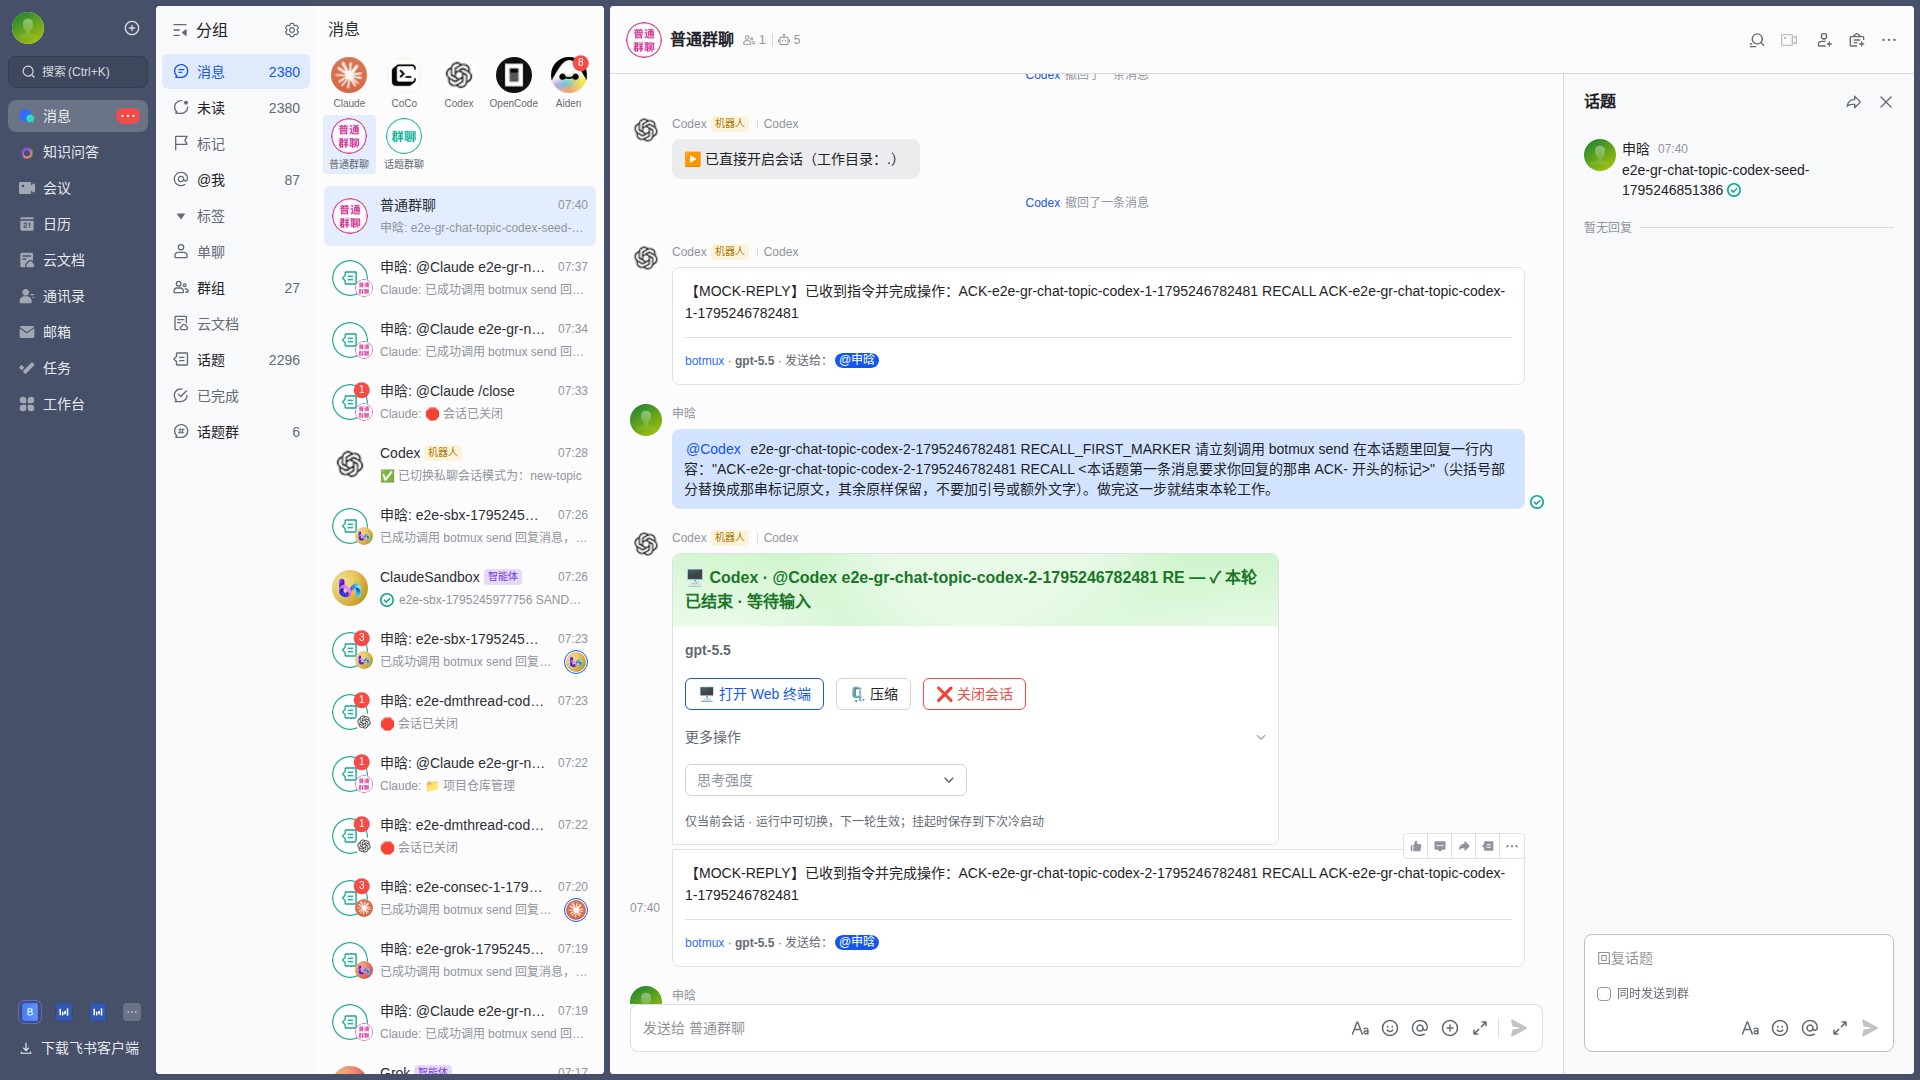 搜索 (Ctrl+K)
消息
知识问答
会议
日历
云文档
通讯录
邮箱
任务
工作台
下载飞书客户端
分组
消息 2380
未读 2380
标记
@我 87
标签
单聊
群组 27
云文档
话题 2296
已完成
话题群 6
消息
8
Claude CoCo Codex OpenCode Aiden
普通群聊 群聊
普通群聊 话题群聊
普通群聊 07:40
申晗: e2e-gr-chat-topic-codex-seed-…
申晗: @Claude e2e-gr-n… 07:37
Claude: 已成功调用 botmux send 回…
申晗: @Claude e2e-gr-n… 07:34
Claude: 已成功调用 botmux send 回…
1
申晗: @Claude /close 07:33
Claude: 🛑 会话已关闭
Codex 机器人 07:28
✅ 已切换私聊会话模式为：new-topic
申晗: e2e-sbx-1795245… 07:26
已成功调用 botmux send 回复消息，…
ClaudeSandbox 智能体 07:26
e2e-sbx-1795245977756 SAND…
3
申晗: e2e-sbx-1795245… 07:23
已成功调用 botmux send 回复…
1
申晗: e2e-dmthread-cod… 07:23
🛑 会话已关闭
1
申晗: @Claude e2e-gr-n… 07:22
Claude: 📁 项目仓库管理
1
申晗: e2e-dmthread-cod… 07:22
🛑 会话已关闭
3
申晗: e2e-consec-1-179… 07:20
已成功调用 botmux send 回复…
申晗: e2e-grok-1795245… 07:19
已成功调用 botmux send 回复消息，…
申晗: @Claude e2e-gr-n… 07:19
Claude: 已成功调用 botmux send 回…
Grok 智能体 07:17
普通群聊
普通群聊 1 5
Codex 撤回了一条消息
Codex 机器人 Codex
▶️ 已直接开启会话（工作目录：.）
Codex 撤回了一条消息
Codex 机器人 Codex
【MOCK-REPLY】已收到指令并完成操作：ACK-e2e-gr-chat-topic-codex-1-1795246782481 RECALL ACK-e2e-gr-chat-topic-codex-
1-1795246782481
botmux · gpt-5.5 · 发送给： @申晗
申晗
@Codex e2e-gr-chat-topic-codex-2-1795246782481 RECALL_FIRST_MARKER 请立刻调用 botmux send 在本话题里回复一行内
容："ACK-e2e-gr-chat-topic-codex-2-1795246782481 RECALL <本话题第一条消息要求你回复的那串 ACK- 开头的标记>"（尖括号部
分替换成那串标记原文，其余原样保留，不要加引号或额外文字）。做完这一步就结束本轮工作。
Codex 机器人 Codex
🖥️ Codex · @Codex e2e-gr-chat-topic-codex-2-1795246782481 RE — ✓ 本轮
已结束 · 等待输入
gpt-5.5
🖥️ 打开 Web 终端 🗜️ 压缩 ❌ 关闭会话
更多操作
思考强度
仅当前会话 · 运行中可切换，下一轮生效；挂起时保存到下次冷启动
【MOCK-REPLY】已收到指令并完成操作：ACK-e2e-gr-chat-topic-codex-2-1795246782481 RECALL ACK-e2e-gr-chat-topic-codex-
1-1795246782481
07:40
botmux · gpt-5.5 · 发送给： @申晗
申晗
发送给 普通群聊
话题
申晗 07:40
e2e-gr-chat-topic-codex-seed-
1795246851386
暂无回复
回复话题
同时发送到群